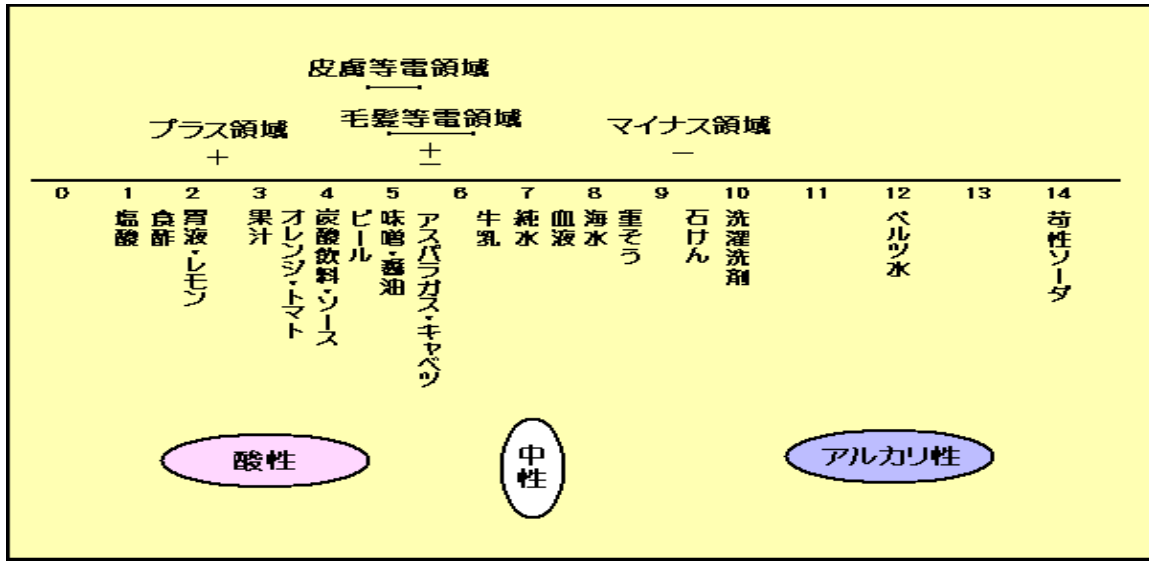 皮膚等電領域
毛髪等電領域
プラス領域
マイナス領域
+
±
−
0 1 2 3 4 5 6 7 8 9 10 11 12 13 14
塩酸
食酢
胃液・レモン
果汁
オレンジ・トマト
炭酸飲料・ソース
ビール
味噌・醤油
アスパラガス・キャベツ
牛乳
純水
血液
海水
重そう
石けん
洗濯洗剤
ベルツ水
苛性ソーダ
酸性
中性
アルカリ性